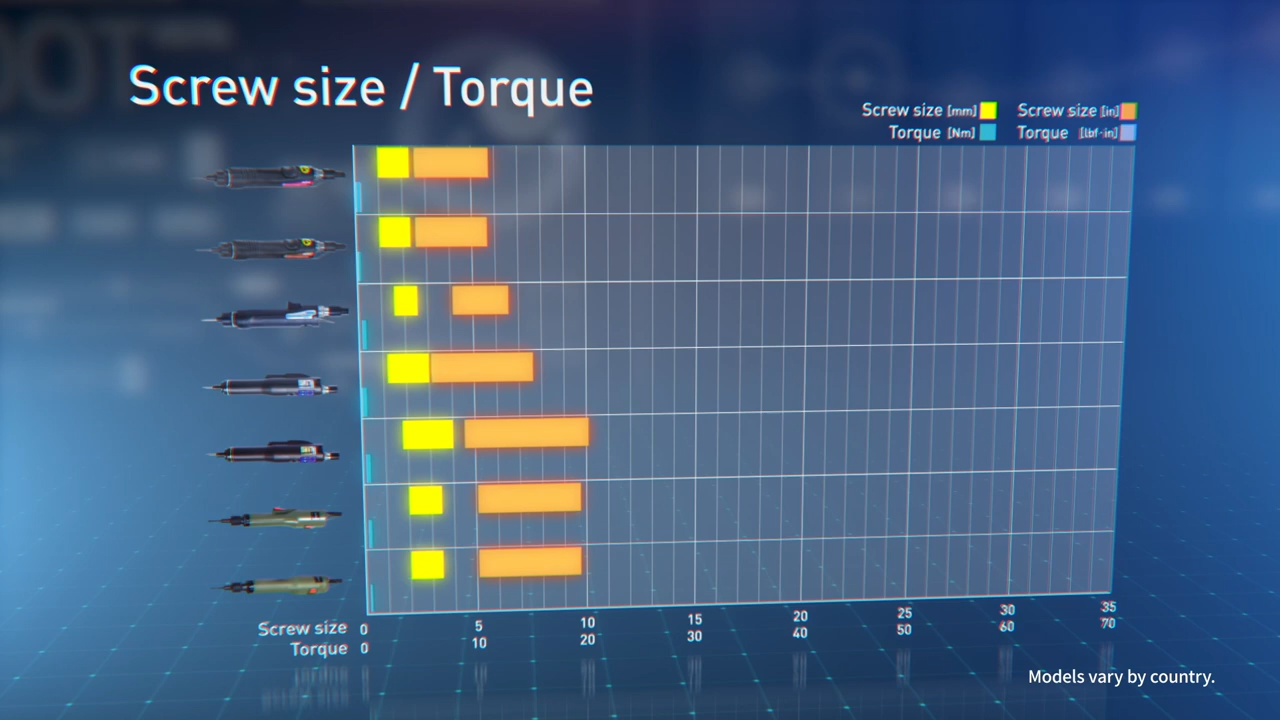 Screw size / Torque
Screw size [mm] Screw size [in]
Torque [Nm] Torque [lbf·in]
Screw size 0 5 10 15 20 25 30 35
Torque 0 10 20 30 40 50 60 70
Models vary by country.